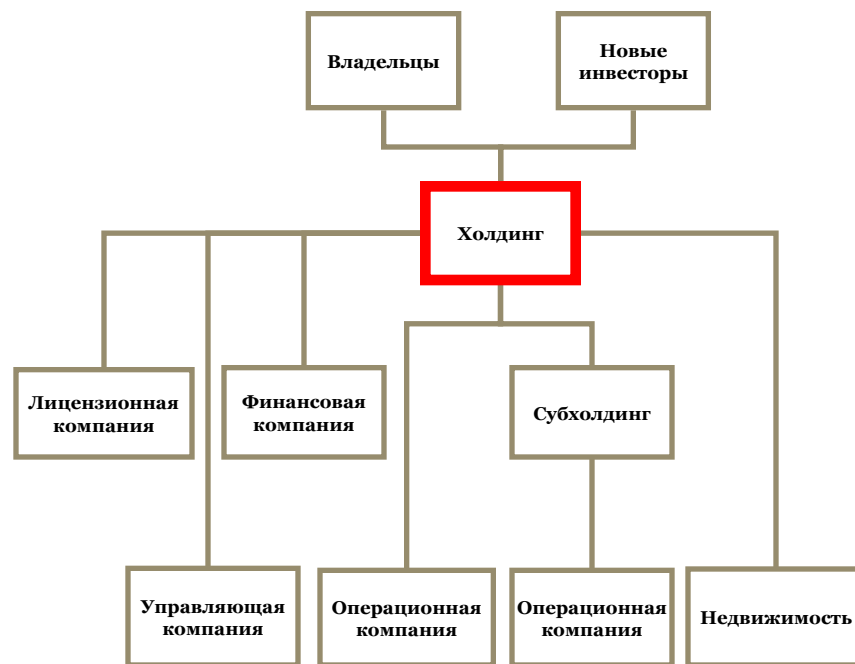 Владельцы
Новые
инвесторы
Холдинг
Лицензионная
компания
Финансовая
компания
Субхолдинг
Управляющая
компания
Операционная
компания
Операционная
компания
Недвижимость